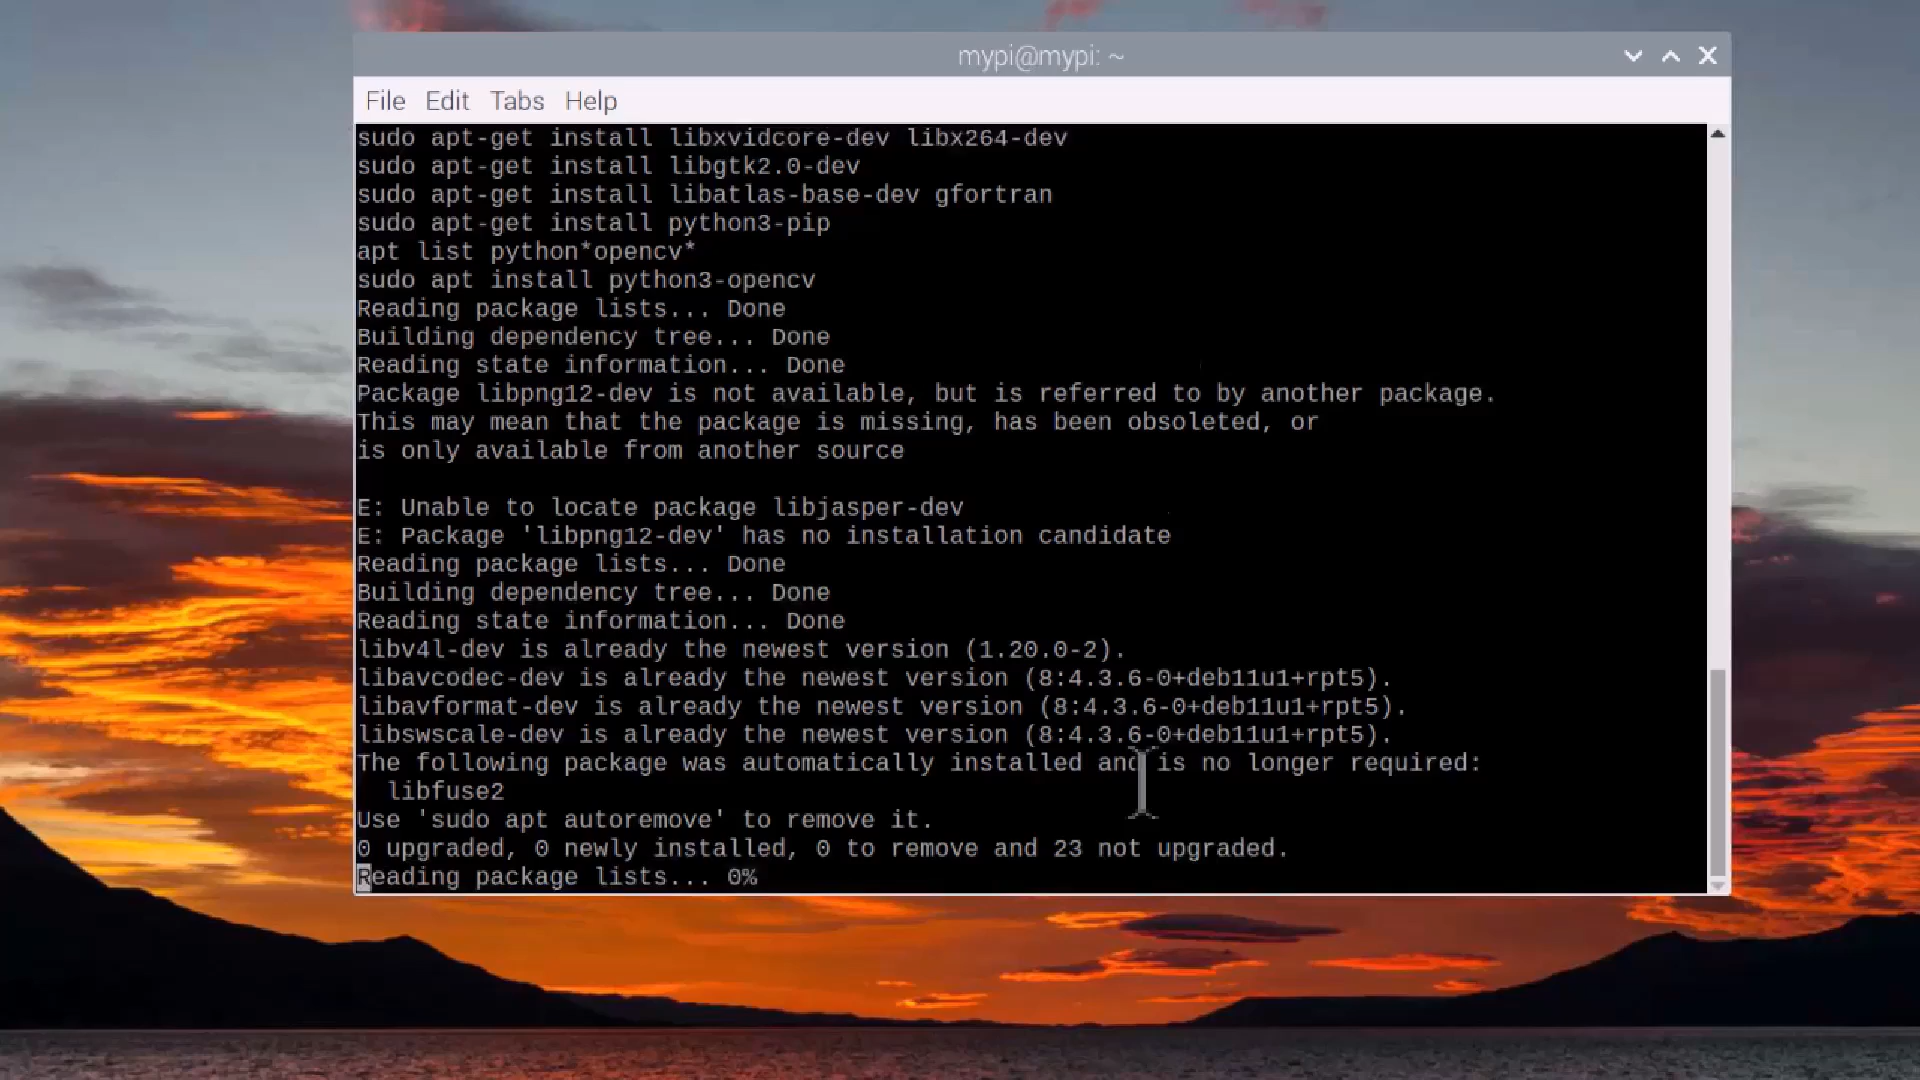 mypi@mypi: ~
File Edit Tabs Help
sudo apt-get install libxvidcore-dev libx264-dev
sudo apt-get install libgtk2.0-dev
sudo apt-get install libatlas-base-dev gfortran
sudo apt-get install python3-pip
apt list python*opencv*
sudo apt install python3-opencv
Reading package lists... Done
Building dependency tree... Done
Reading state information... Done
Package libpng12-dev is not available, but is referred to by another package.
This may mean that the package is missing, has been obsoleted, or
is only available from another source
E: Unable to locate package libjasper-dev
E: Package 'libpng12-dev' has no installation candidate
Reading package lists... Done
Building dependency tree... Done
Reading state information... Done
libv4l-dev is already the newest version (1.20.0-2).
libavcodec-dev is already the newest version (8:4.3.6-0+deb11u1+rpt5).
libavformat-dev is already the newest version (8:4.3.6-0+deb11u1+rpt5).
libswscale-dev is already the newest version (8:4.3.6-0+deb11u1+rpt5).
The following package was automatically installed and is no longer required:
libfuse2
Use 'sudo apt autoremove' to remove it.
0 upgraded, 0 newly installed, 0 to remove and 23 not upgraded.
Reading package lists... 0%